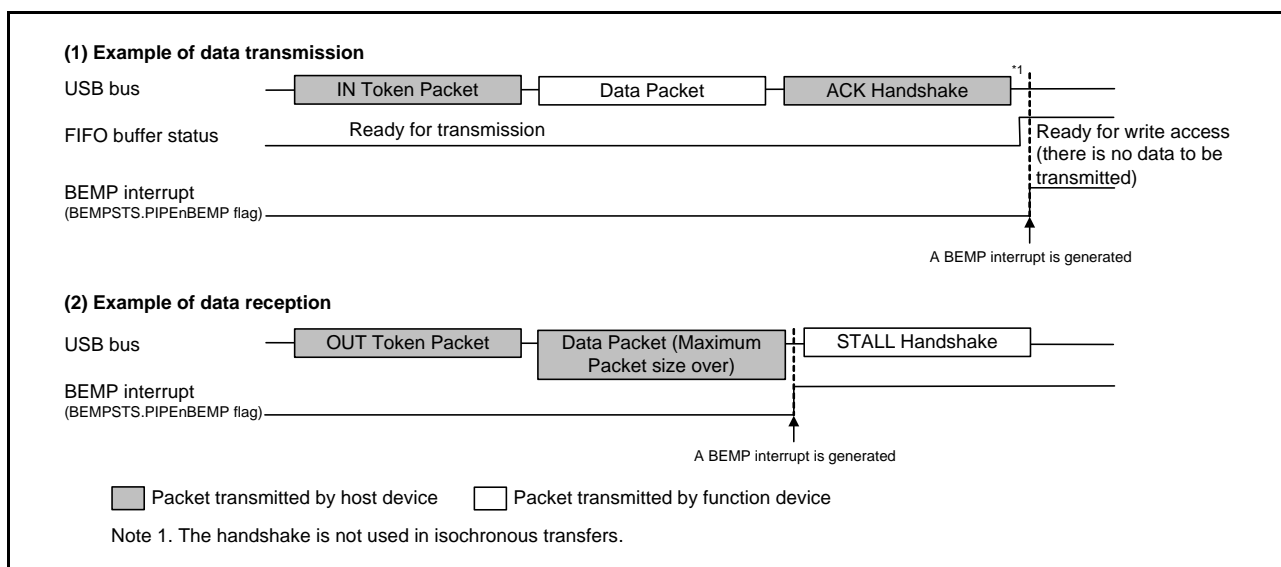 (1) Example of data transmission
*1
USB bus
IN Token Packet
Data Packet
ACK Handshake
FIFO buffer status
Ready for transmission
Ready for write access
(there is no data to be
transmitted)
BEMP interrupt
(BEMPSTS.PIPEnBEMP flag)
A BEMP interrupt is generated
(2) Example of data reception
USB bus
OUT Token Packet
Data Packet (Maximum
Packet size over)
STALL Handshake
BEMP interrupt
(BEMPSTS.PIPEnBEMP flag)
A BEMP interrupt is generated
Packet transmitted by host device
Packet transmitted by function device
Note 1. The handshake is not used in isochronous transfers.